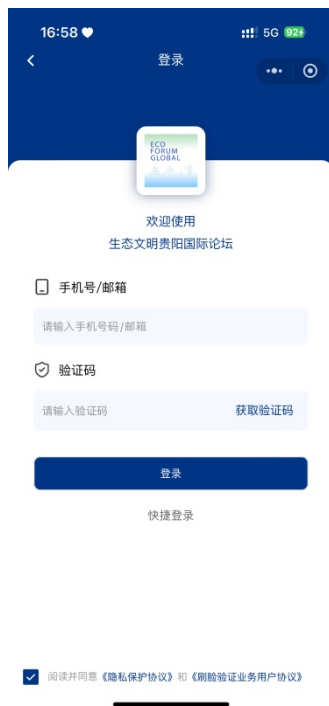 16:58
5G 92
登录
ECO
FORUM
GLOBAL
欢迎使用
生态文明贵阳国际论坛
手机号/邮箱
请输入手机号码/邮箱
验证码
请输入验证码 获取验证码
登录
快捷登录
阅读并同意《隐私保护协议》和《刷脸验证业务用户协议》